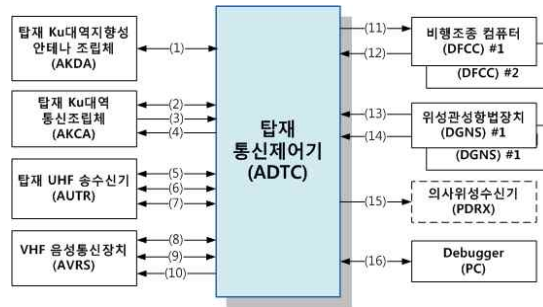 탑재 Ku대역지향성
안테나 조립체
(AKDA)
(1)
탑재 Ku대역
통신조립체
(AKCA)
(2)
(3)
(4)
탑재 UHF 송수신기
(AUTR)
(5)
(6)
(7)
VHF 음성통신장치
(AVRS)
(8)
(9)
(10)
탑재
통신제어기
(ADTC)
(11)
(12)
비행조종 컴퓨터
(DFCC) #1
(DFCC) #2
(13)
(14)
위성관성항법장치
(DGNS) #1
(DGNS) #1
(15)
의사위성수신기
(PDRX)
(16)
Debugger
(PC)